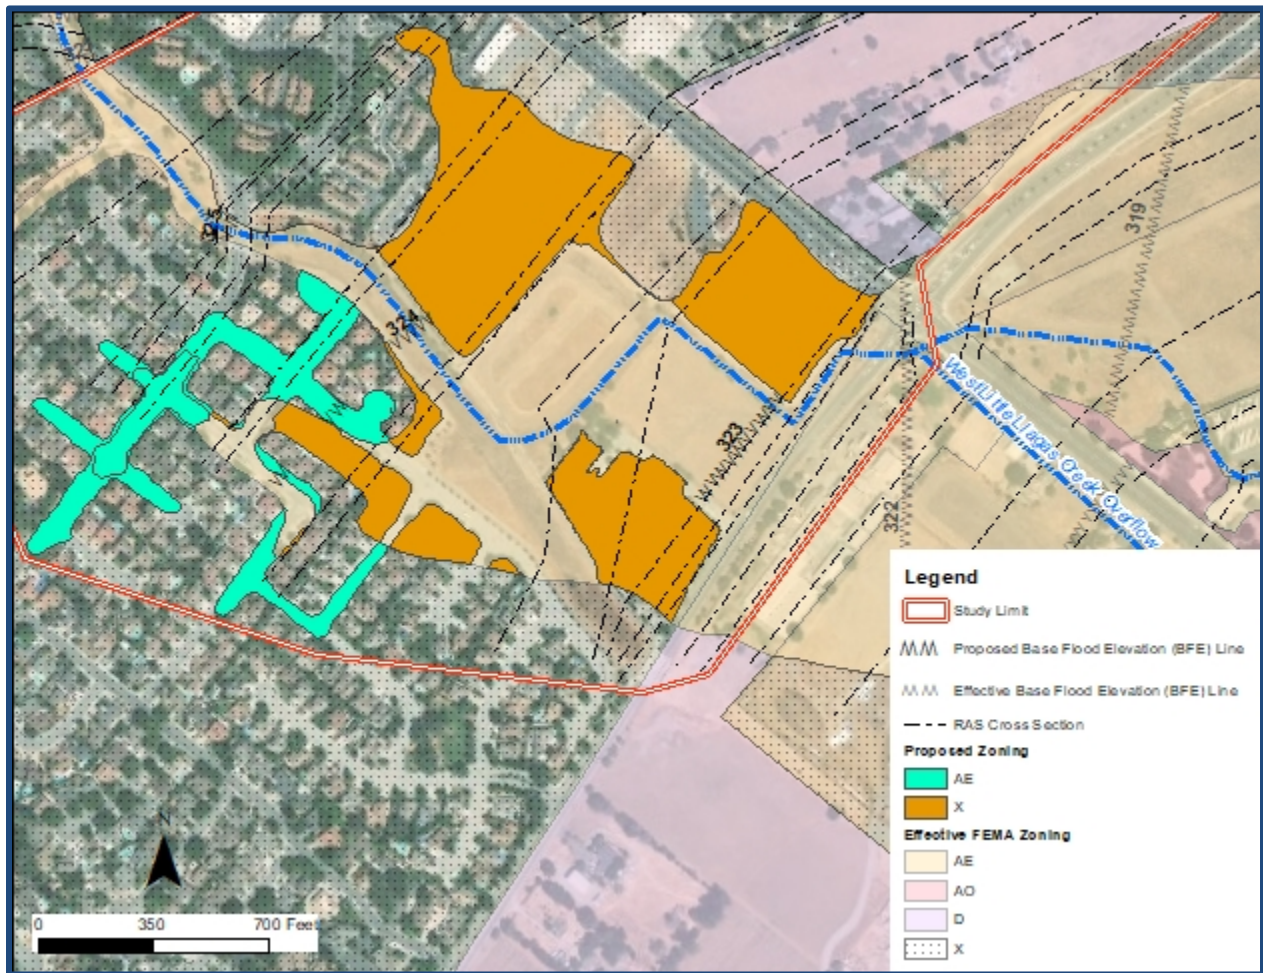 324
323
322
319
West Little Llagas Creek Overflow
Legend
Study Limit
Proposed Base Flood Elevation (BFE) Line
Effective Base Flood Elevation (BFE) Line
RAS Cross Section
Proposed Zoning
AE
X
Effective FEMA Zoning
AE
AO
D
X
N
0 350 700 Feet